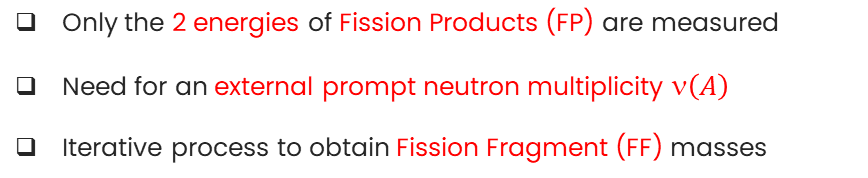 ❑ Only the 2 energies of Fission Products (FP) are measured
❑ Need for an external prompt neutron multiplicity ν(A)
❑ Iterative process to obtain Fission Fragment (FF) masses